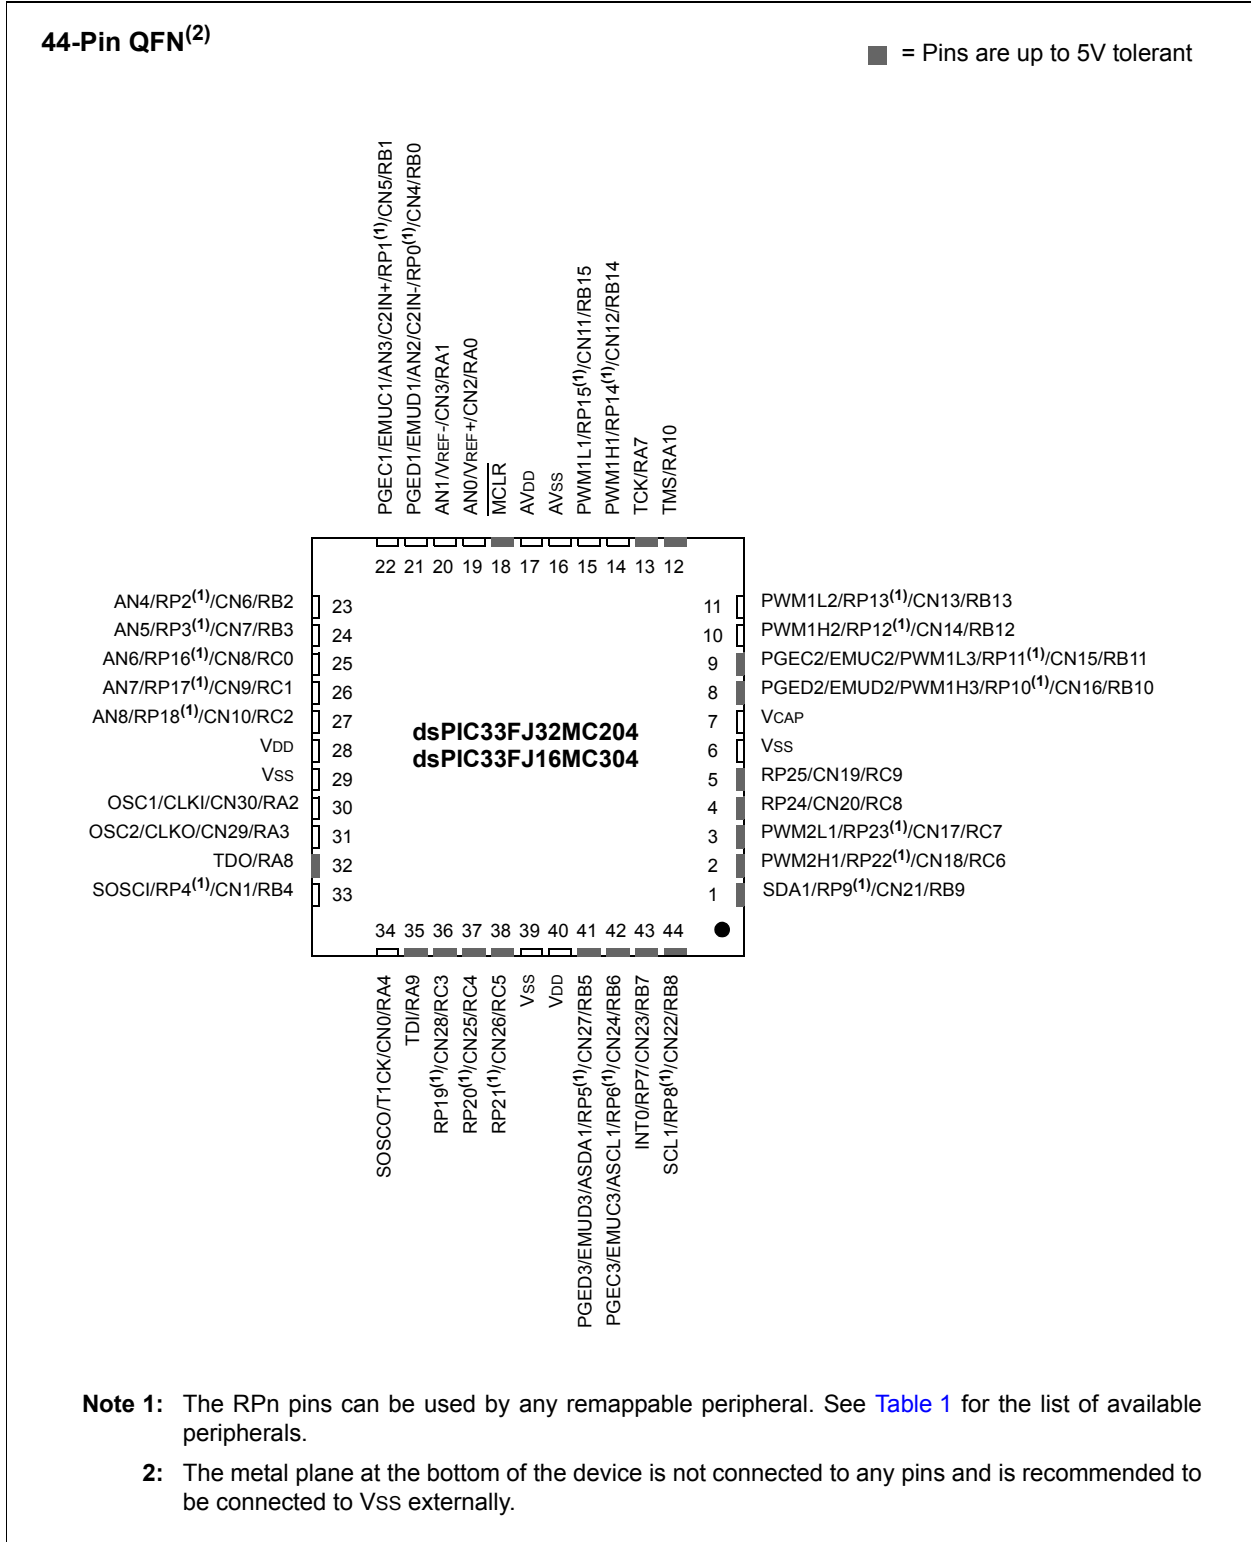 44-Pin QFN(2)
= Pins are up to 5V tolerant
PGEC1/EMUC1/AN3/C2IN+/RP1(1)/CN5/RB1
PGED1/EMUD1/AN2/C2IN-/RP0(1)/CN4/RB0
AN1/VREF-/CN3/RA1
AN0/VREF+/CN2/RA0
MCLR
AVDD
AVSS
PWM1L1/RP15(1)/CN11/RB15
PWM1H1/RP14(1)/CN12/RB14
TCK/RA7
TMS/RA10
22 21 20 19 18 17 16 15 14 13 12
AN4/RP2(1)/CN6/RB2 23
AN5/RP3(1)/CN7/RB3 24
AN6/RP16(1)/CN8/RC0 25
AN7/RP17(1)/CN9/RC1 26
AN8/RP18(1)/CN10/RC2 27
VDD 28
VSS 29
OSC1/CLKI/CN30/RA2 30
OSC2/CLKO/CN29/RA3 31
TDO/RA8 32
SOSCI/RP4(1)/CN1/RB4 33
dsPIC33FJ32MC204
dsPIC33FJ16MC304
11 PWM1L2/RP13(1)/CN13/RB13
10 PWM1H2/RP12(1)/CN14/RB12
9 PGEC2/EMUC2/PWM1L3/RP11(1)/CN15/RB11
8 PGED2/EMUD2/PWM1H3/RP10(1)/CN16/RB10
7 VCAP
6 VSS
5 RP25/CN19/RC9
4 RP24/CN20/RC8
3 PWM2L1/RP23(1)/CN17/RC7
2 PWM2H1/RP22(1)/CN18/RC6
1 SDA1/RP9(1)/CN21/RB9
34 35 36 37 38 39 40 41 42 43 44
SOSCO/T1CK/CN0/RA4
TDI/RA9
RP19(1)/CN28/RC3
RP20(1)/CN25/RC4
RP21(1)/CN26/RC5
VSS
VDD
PGED3/EMUD3/ASDA1/RP5(1)/CN27/RB5
PGEC3/EMUC3/ASCL1/RP6(1)/CN24/RB6
INT0/RP7/CN23/RB7
SCL1/RP8(1)/CN22/RB8
Note 1: The RPn pins can be used by any remappable peripheral. See Table 1 for the list of available
peripherals.
2: The metal plane at the bottom of the device is not connected to any pins and is recommended to
be connected to VSS externally.